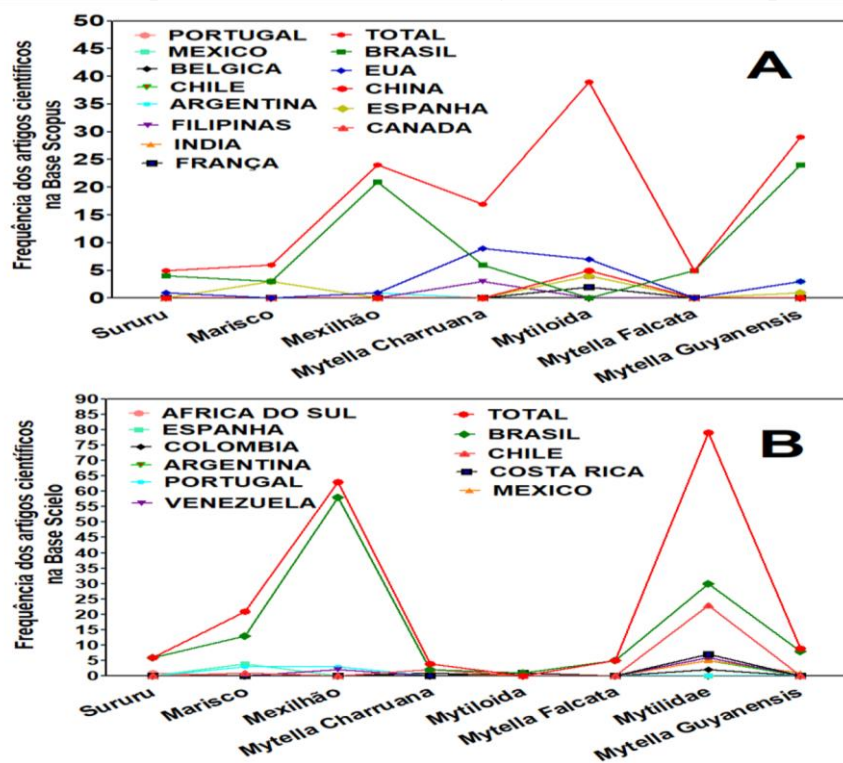 A
Frequência dos artigos científicos
na Base Scopus
50
45
40
35
30
25
20
15
10
5
0
PORTUGAL
MEXICO
BELGICA
CHILE
ARGENTINA
FILIPINAS
INDIA
FRANÇA
TOTAL
BRASIL
EUA
CHINA
ESPANHA
CANADA
Sururu
Marisco
Mexilhão
Mytella Charruana
Mytiloida
Mytella Falcata
Mytella Guyanensis
B
Frequência dos artigos científicos
na Base Scielo
90
85
80
75
70
65
60
55
50
45
40
35
30
25
20
15
10
5
0
AFRICA DO SUL
ESPANHA
COLOMBIA
ARGENTINA
PORTUGAL
VENEZUELA
TOTAL
BRASIL
CHILE
COSTA RICA
MEXICO
Sururu
Marisco
Mexilhão
Mytella Charruana
Mytiloida
Mytella Falcata
Mytilidae
Mytella Guyanensis